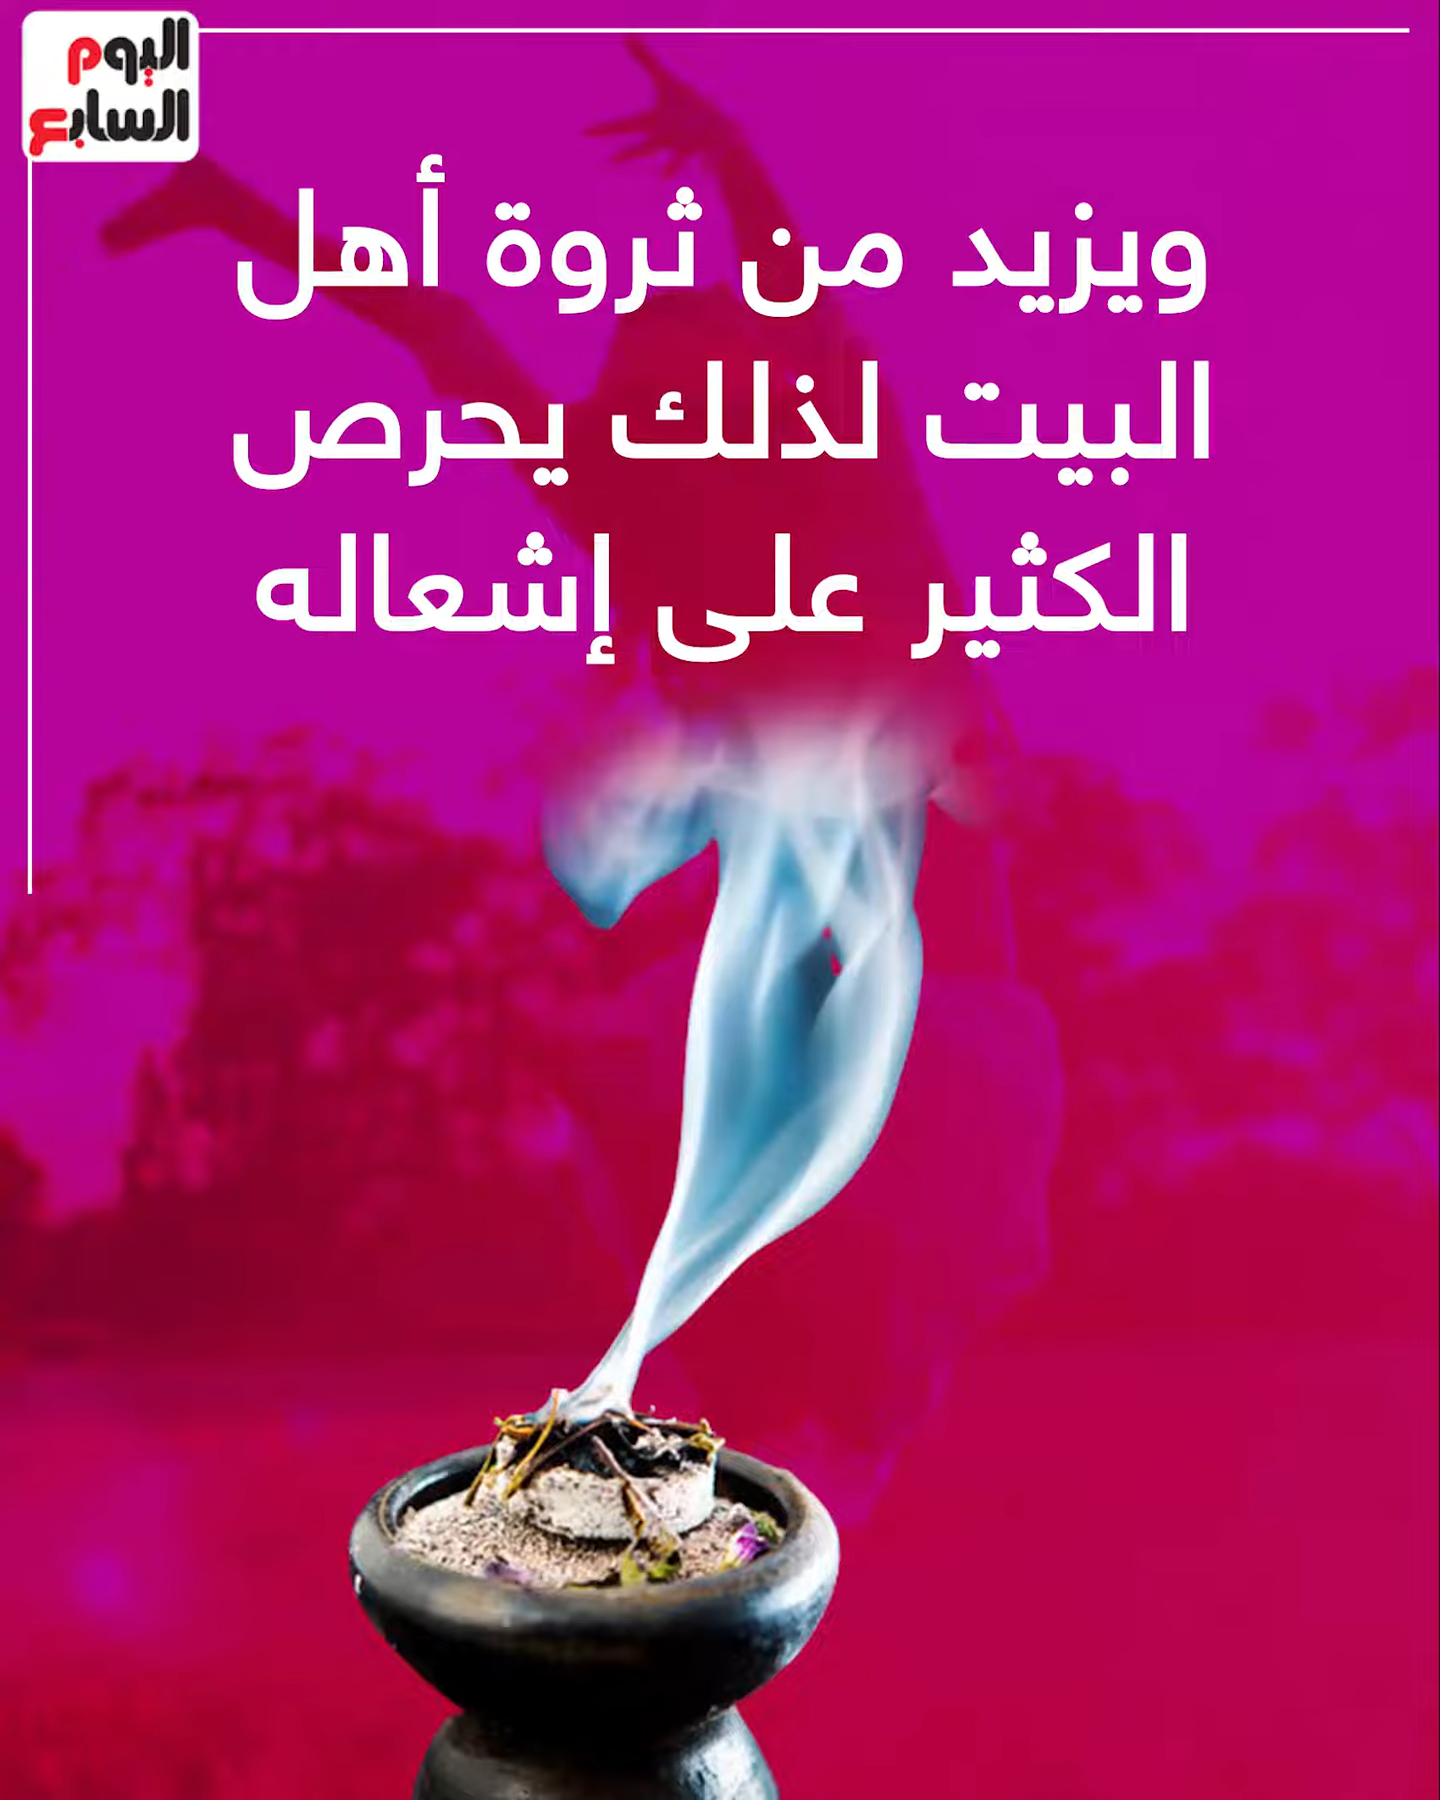 اليوم
السابع
ويزيد من ثروة أهل
البيت لذلك يحرص
الكثير على إشعاله